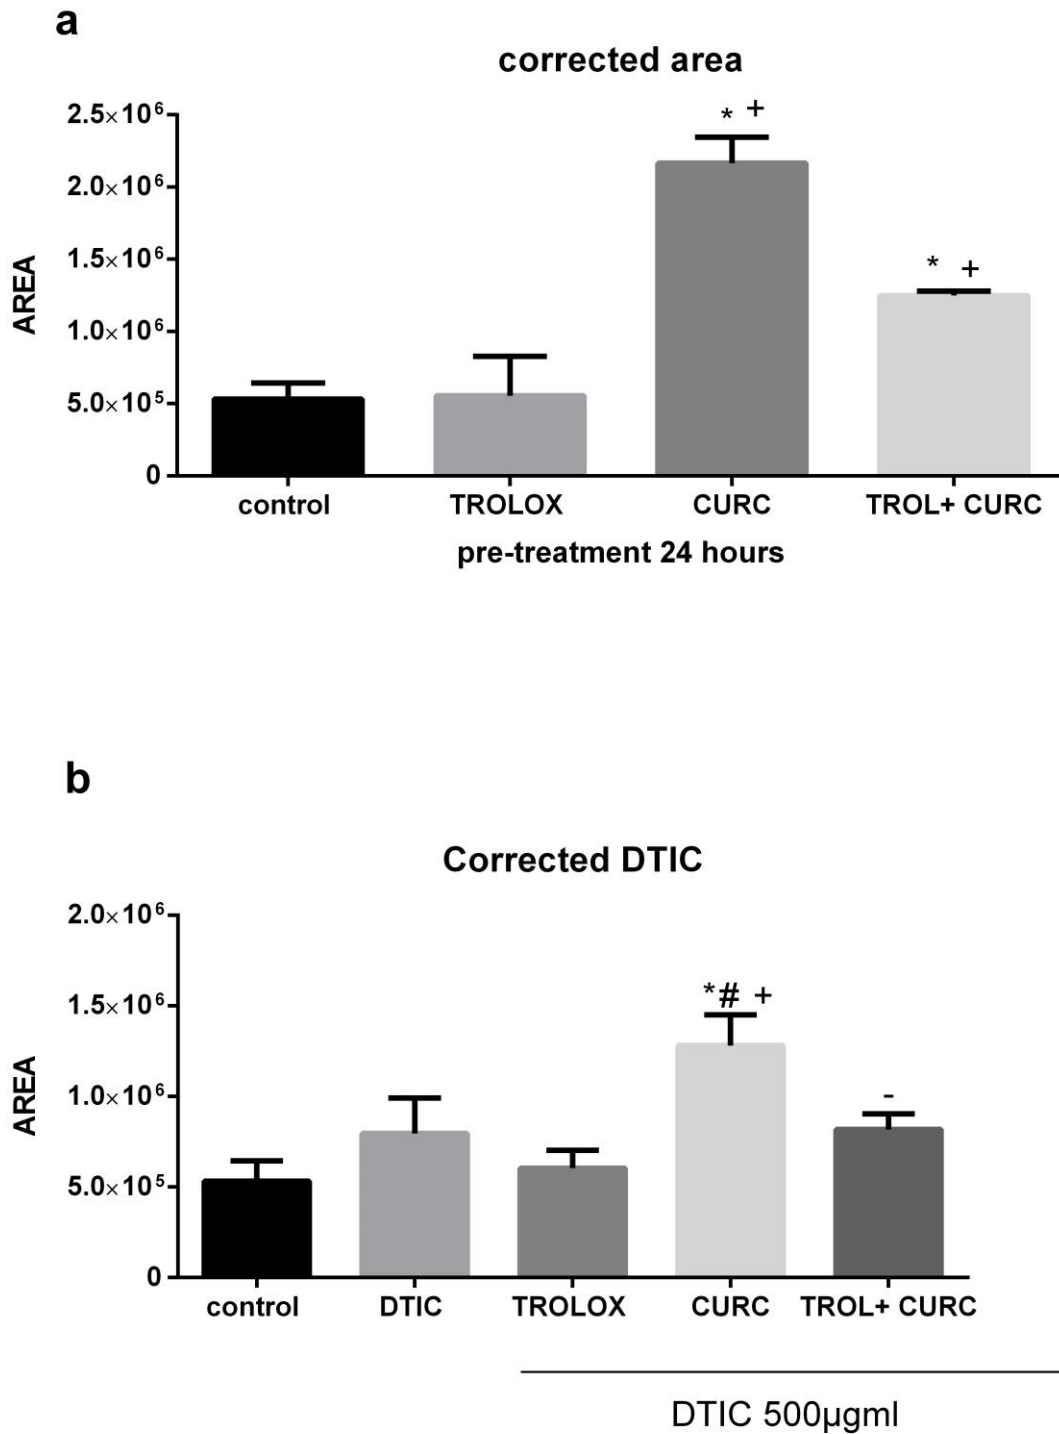 a
corrected area
* +
* +
2.5×10⁶
2.0×10⁶
1.5×10⁶
1.0×10⁶
5.0×10⁵
0
AREA
control TROLOX CURC TROL+ CURC
pre-treatment 24 hours
b
Corrected DTIC
*# +
-
2.0×10⁶
1.5×10⁶
1.0×10⁶
5.0×10⁵
0
AREA
control DTIC TROLOX CURC TROL+ CURC
DTIC 500µgml